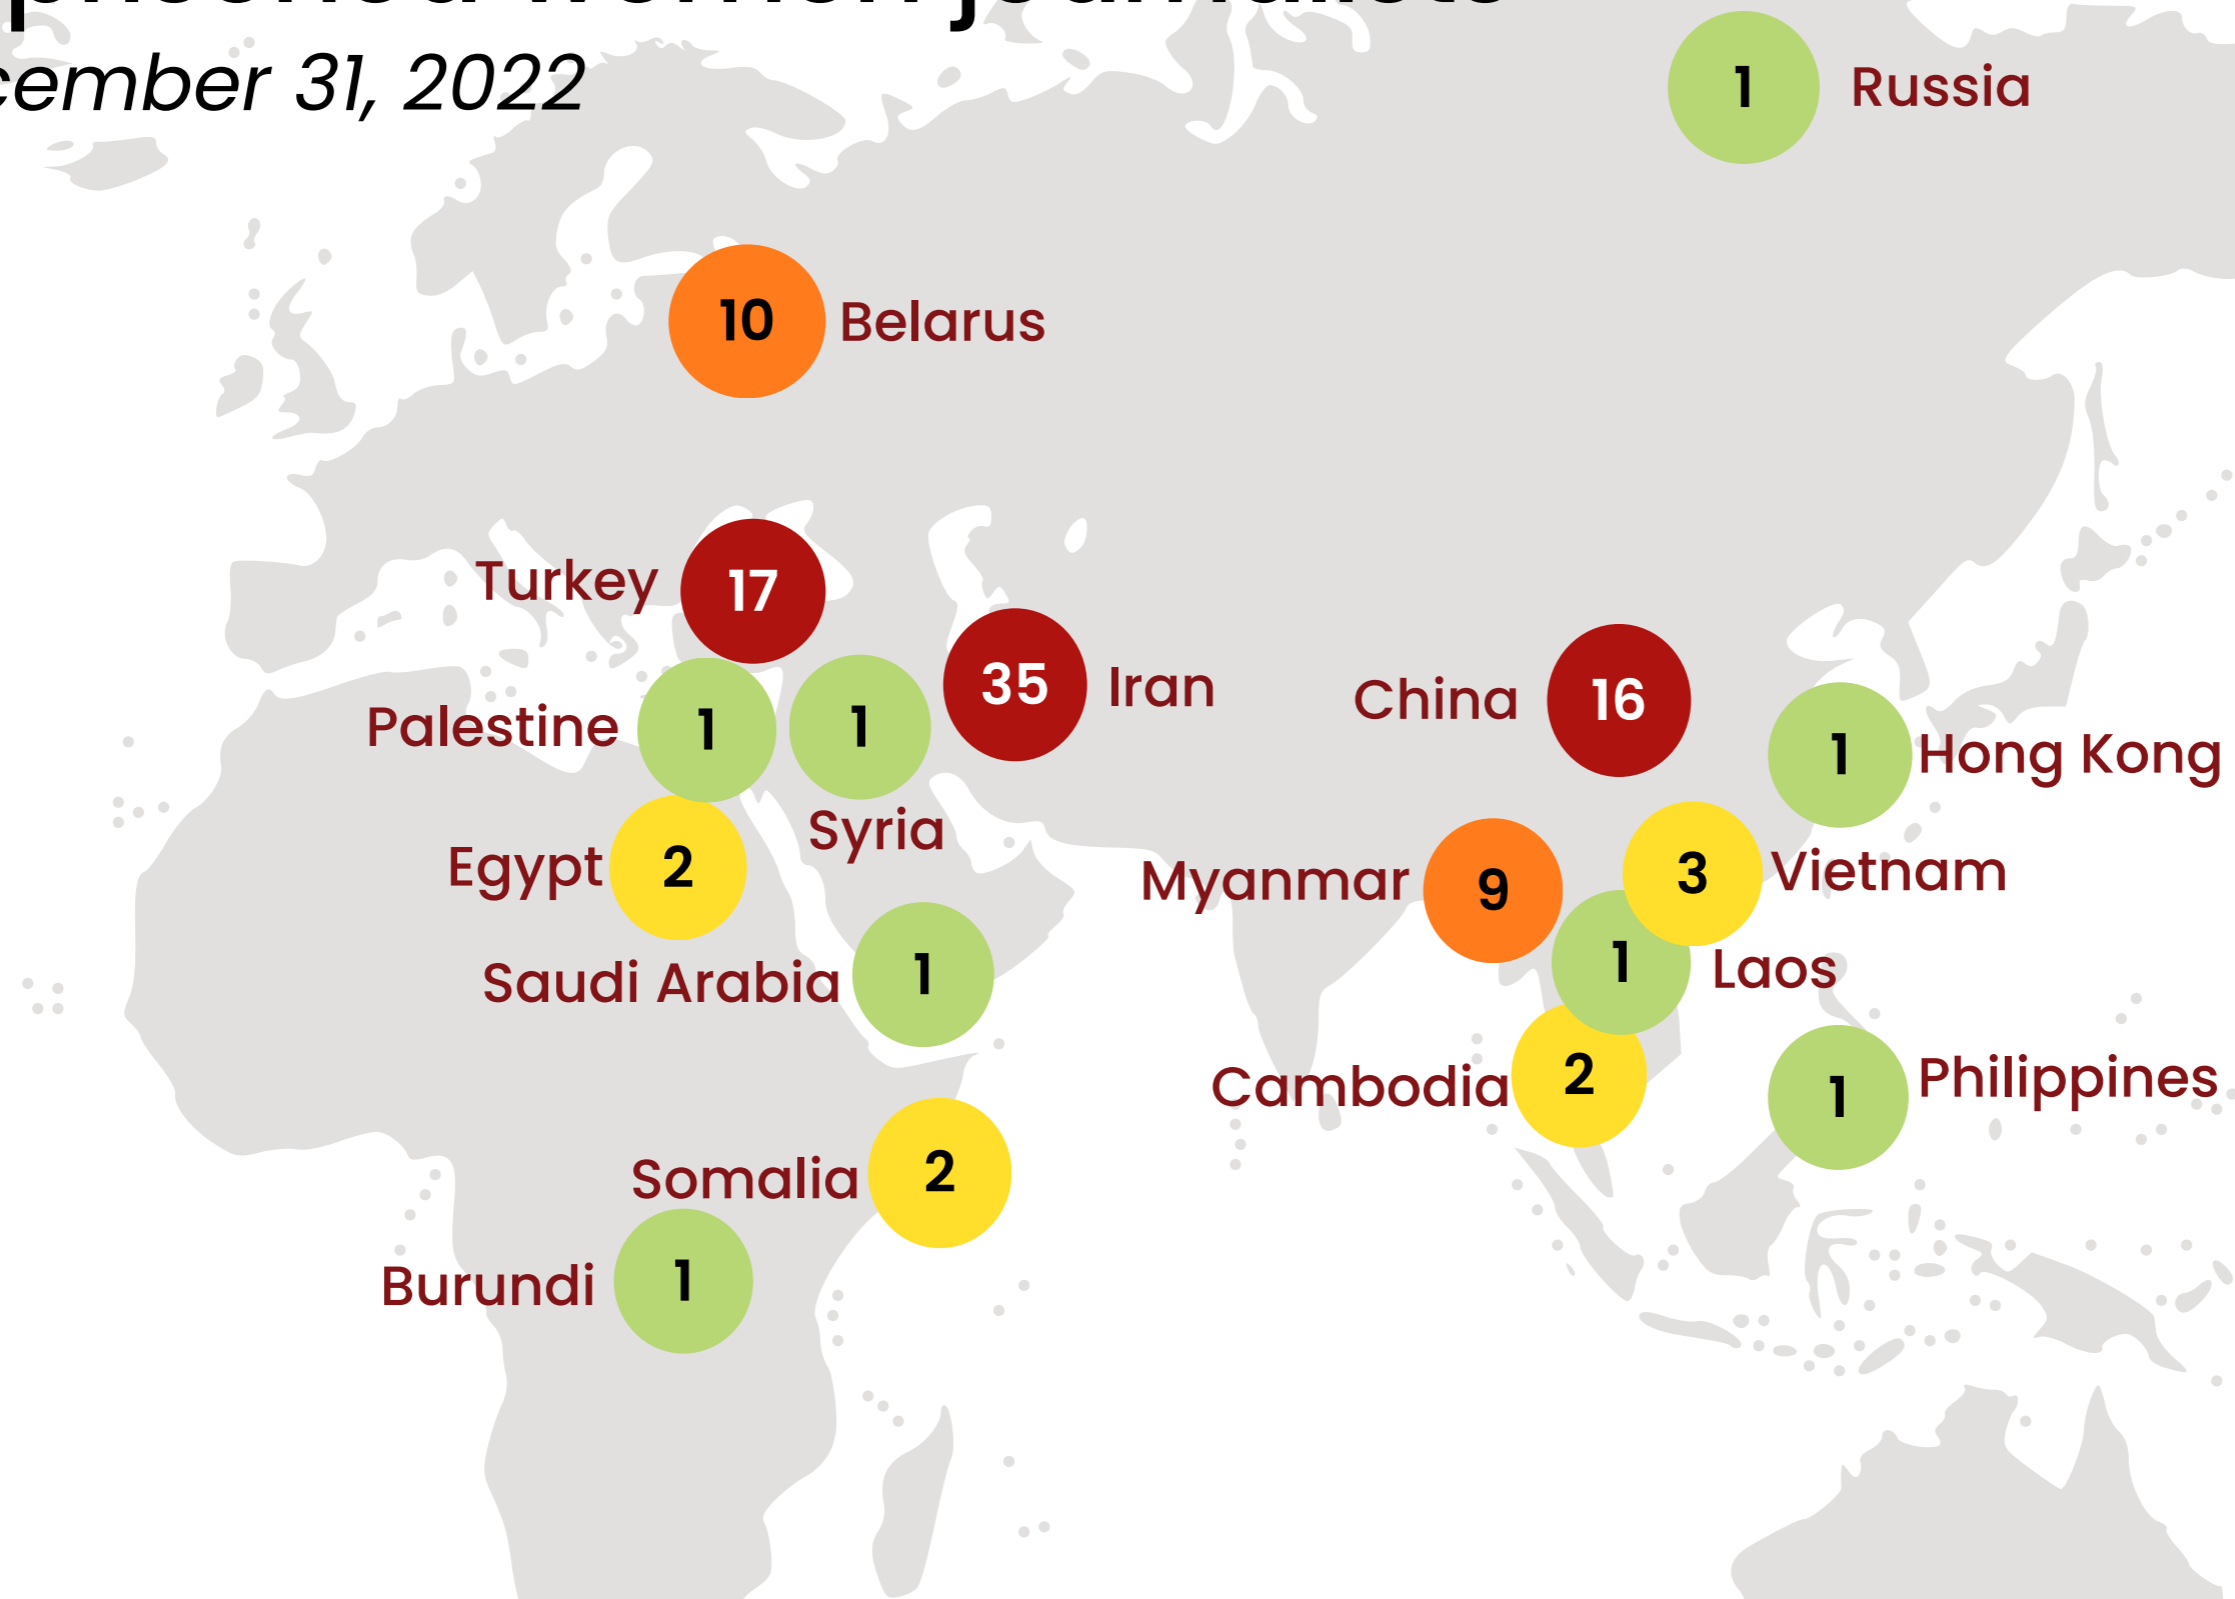 women journalists
cember 31, 2022
1 Russia
10 Belarus
Turkey 17
35 Iran
China 16
Palestine 1
1
Syria
1 Hong Kong
Egypt 2
Myanmar 9
3 Vietnam
Saudi Arabia 1
1 Laos
Cambodia 2
1 Philippines
Somalia 2
Burundi 1